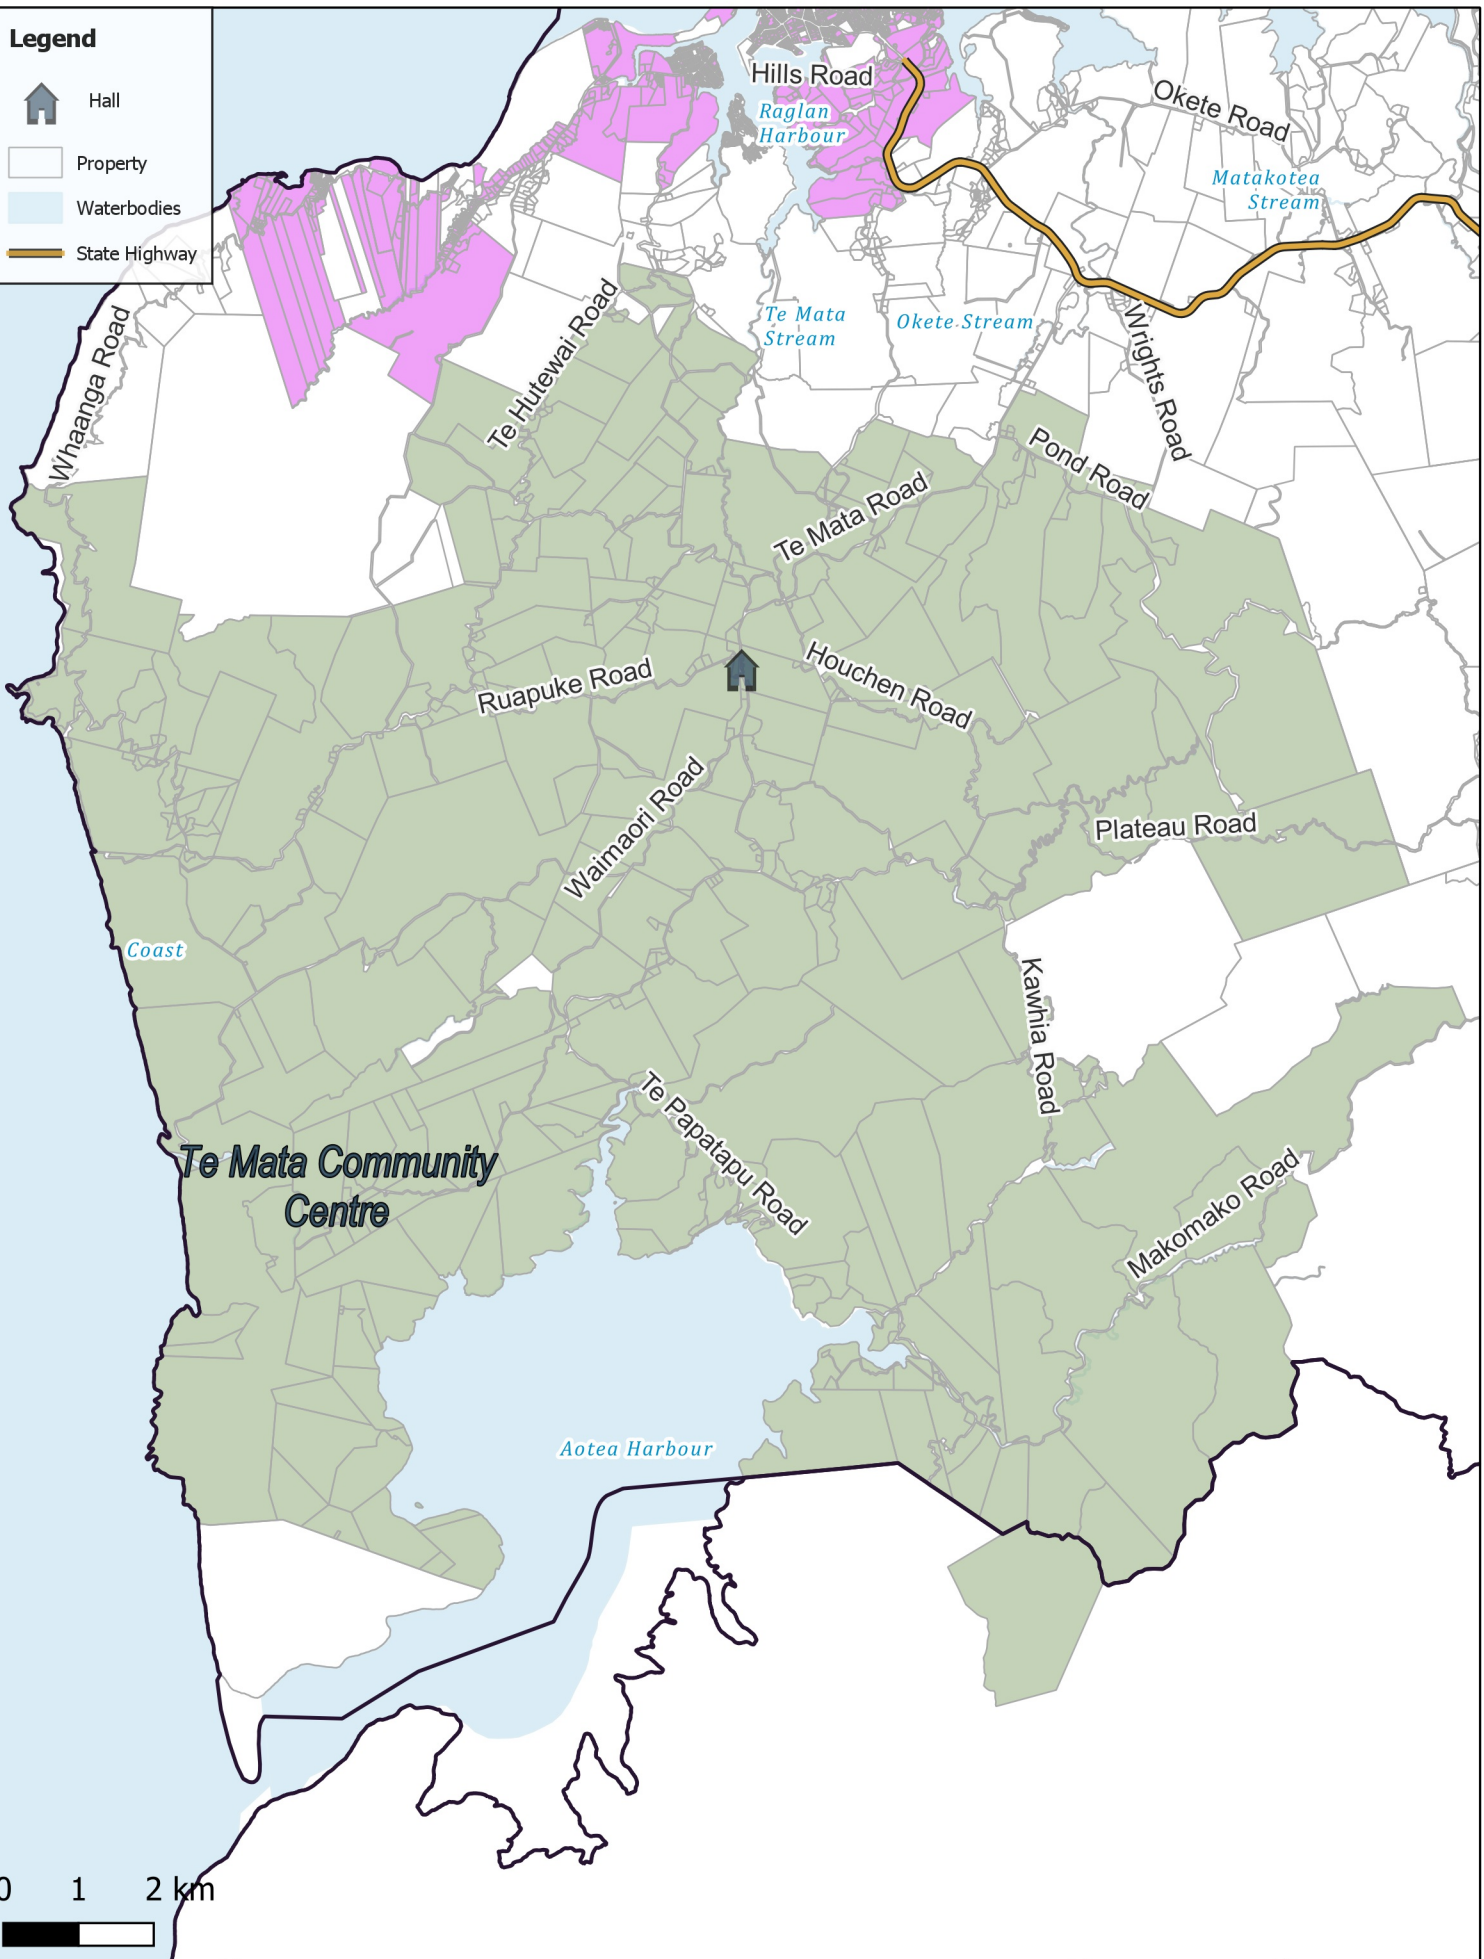 Legend
Hall
Property
Waterbodies
State Highway
Hills Road
Raglan
Harbour
Okete Road
Matakotea
Stream
Whaanga Road
Te Hutewai Road
Te Mata
Stream
Okete Stream
Wrights Road
Pond Road
Te Mata Road
Ruapuke Road
Houchen Road
Waimaori Road
Plateau Road
Coast
Kawhia Road
Te Papatapu Road
Te Mata Community
Centre
Makomako Road
Aotea Harbour
0 1 2 km